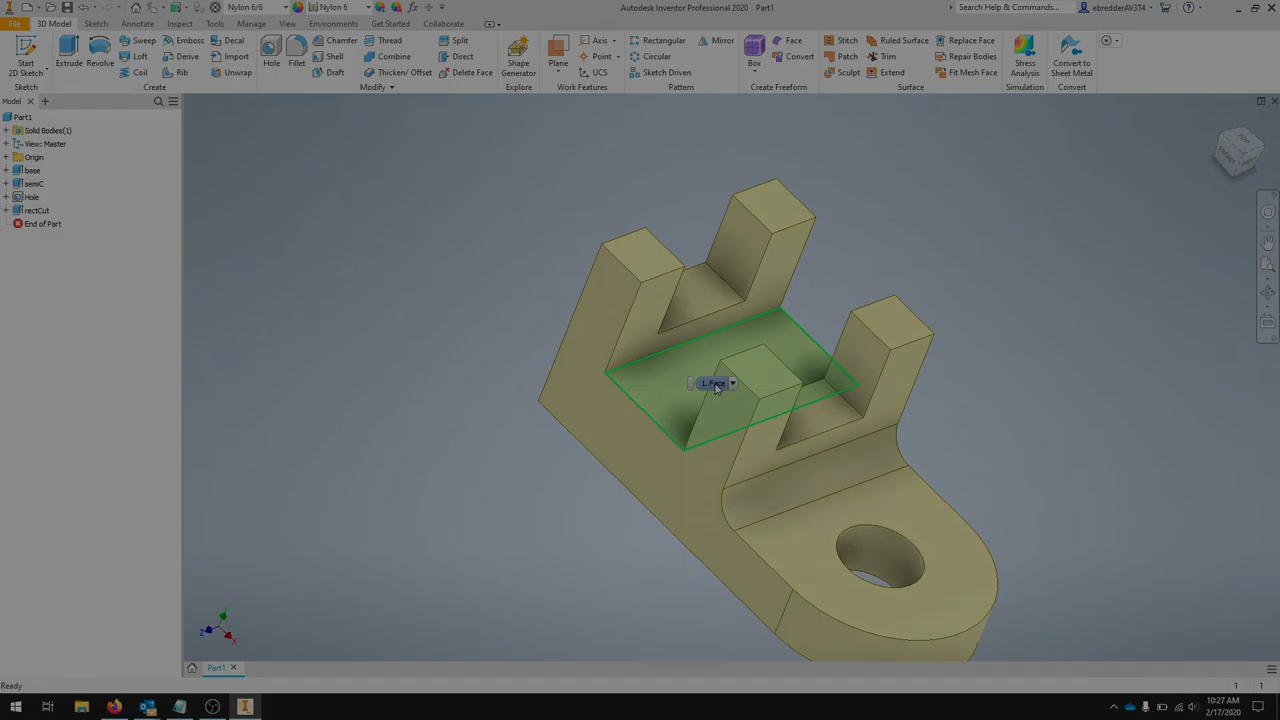 Nylon 6/6
Nylon 6
Autodesk Inventor Professional 2020 Part1
Search Help & Commands...
ebredderAV3T4
File
3D Model
Sketch
Annotate
Inspect
Tools
Manage
View
Environments
Get Started
Collaborate
Start
2D Sketch
Sketch
Extrude
Revolve
Sweep
Loft
Coil
Emboss
Derive
Rib
Decal
Import
Unwrap
Create
Hole
Fillet
Chamfer
Shell
Draft
Thread
Combine
Thicken/ Offset
Split
Direct
Delete Face
Modify
Shape
Generator
Explore
Plane
Axis
Point
UCS
Work Features
Rectangular
Circular
Sketch Driven
Mirror
Pattern
Box
Face
Convert
Create Freeform
Stitch
Patch
Sculpt
Ruled Surface
Trim
Extend
Replace Face
Repair Bodies
Fit Mesh Face
Surface
Stress
Analysis
Simulation
Convert to
Sheet Metal
Convert
Model
Part1
Solid Bodies(1)
View: Master
Origin
base
semiC
Hole
rectCut
End of Part
1. Face
TOP
FRONT
Y
Z
X
Part1
Ready
1
1
10:27 AM
2/17/2020